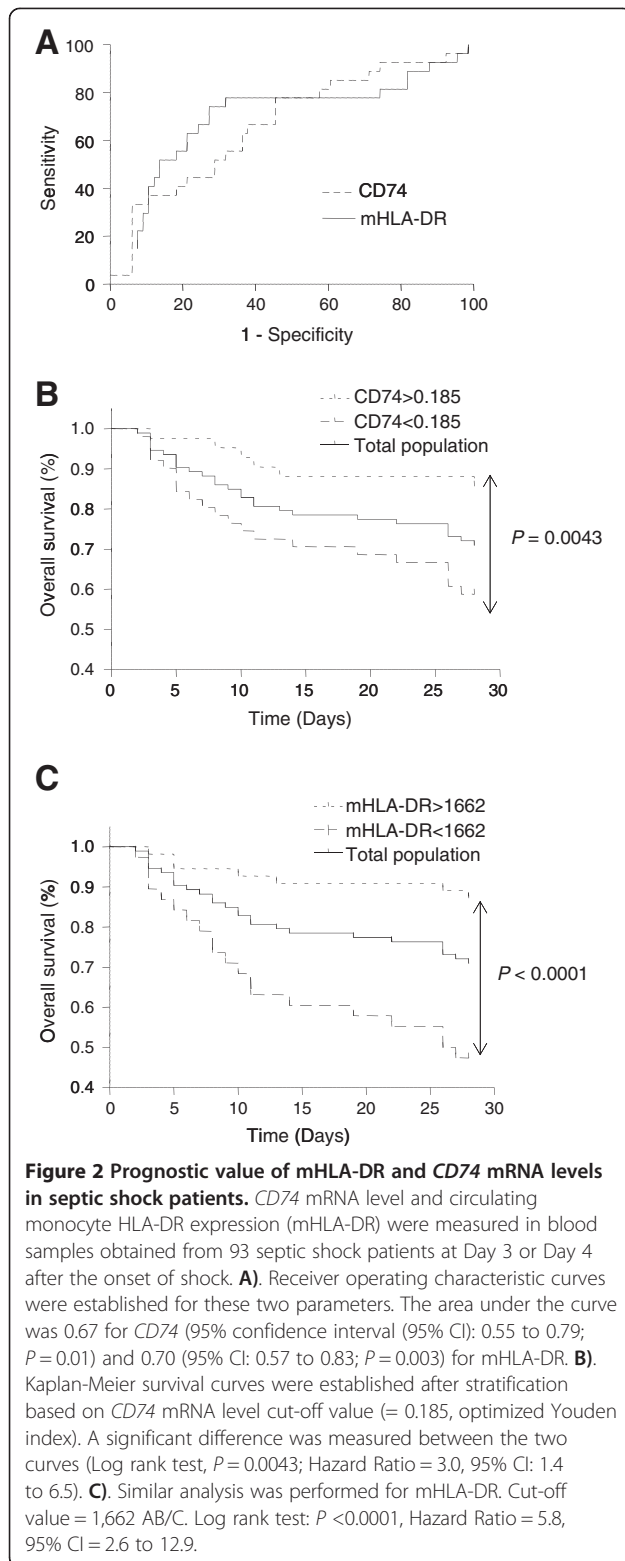 A
100
80
60
40
20
0
Sensitivity
CD74
mHLA-DR
0 20 40 60 80 100
1 - Specificity
B
CD74>0.185
CD74<0.185
Total population
1.0
0.9
0.8
0.7
0.6
0.5
0.4
Overall survival (%)
P = 0.0043
0 5 10 15 20 25 30
Time (Days)
C
mHLA-DR>1662
mHLA-DR<1662
Total population
1.0
0.9
0.8
0.7
0.6
0.5
0.4
Overall survival (%)
P < 0.0001
0 5 10 15 20 25 30
Time (Days)
Figure 2 Prognostic value of mHLA-DR and CD74 mRNA levels
in septic shock patients. CD74 mRNA level and circulating
monocyte HLA-DR expression (mHLA-DR) were measured in blood
samples obtained from 93 septic shock patients at Day 3 or Day 4
after the onset of shock. A). Receiver operating characteristic curves
were established for these two parameters. The area under the curve
was 0.67 for CD74 (95% confidence interval (95% CI): 0.55 to 0.79;
P = 0.01) and 0.70 (95% CI: 0.57 to 0.83; P = 0.003) for mHLA-DR. B).
Kaplan-Meier survival curves were established after stratification
based on CD74 mRNA level cut-off value (= 0.185, optimized Youden
index). A significant difference was measured between the two
curves (Log rank test, P = 0.0043; Hazard Ratio = 3.0, 95% CI: 1.4
to 6.5). C). Similar analysis was performed for mHLA-DR. Cut-off
value = 1,662 AB/C. Log rank test: P <0.0001, Hazard Ratio = 5.8,
95% CI = 2.6 to 12.9.